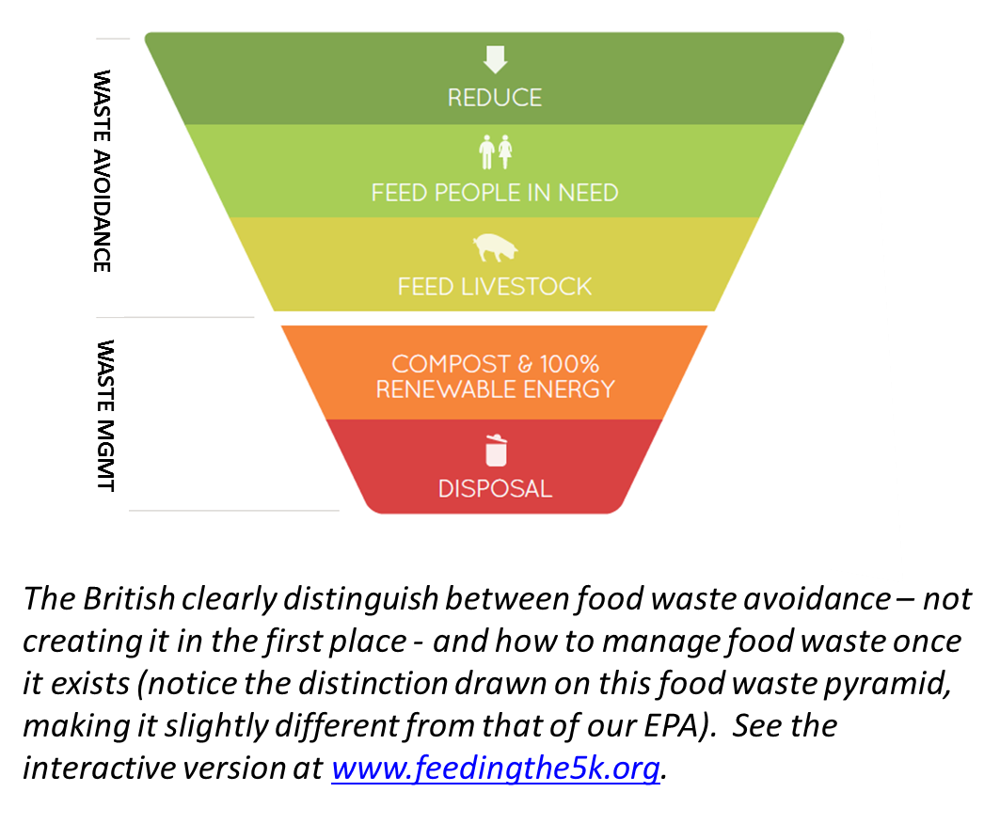 WASTE AVOIDANCE
REDUCE
FEED PEOPLE IN NEED
FEED LIVESTOCK
WASTE MGMT
COMPOST & 100%
RENEWABLE ENERGY
DISPOSAL
The British clearly distinguish between food waste avoidance – not
creating it in the first place - and how to manage food waste once
it exists (notice the distinction drawn on this food waste pyramid,
making it slightly different from that of our EPA).  See the
interactive version at www.feedingthe5k.org.